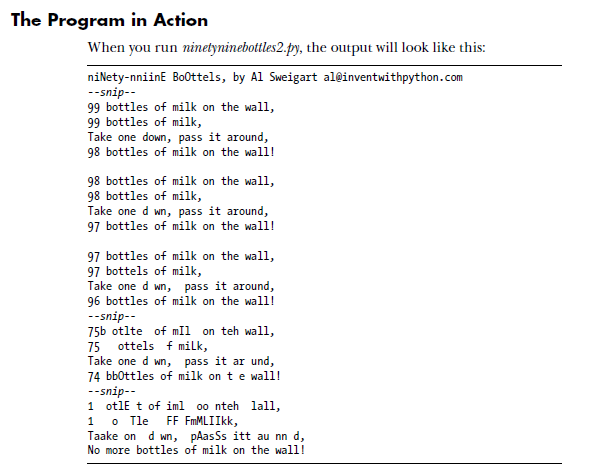 The Program in Action
When you run ninetyninebottles2.py, the output will look like this:
niNety-nniinE BoOttels, by Al Sweigart al@inventwithpython.com
--snip--
99 bottles of milk on the wall,
99 bottles of milk,
Take one down, pass it around,
98 bottles of milk on the wall!

98 bottles of milk on the wall,
98 bottles of milk,
Take one d wn, pass it around,
97 bottles of milk on the wall!

97 bottles of milk on the wall,
97 bottels of milk,
Take one d wn,  pass it around,
96 bottles of milk on the wall!
--snip--
75b otlte  of mIl  on teh wall,
75   ottels  f miLk,
Take one d wn,  pass it ar und,
74 bbOttles of milk on t e wall!
--snip--
1  otlE t of iml  oo nteh  lall,
1   o  Tle   FF FmMLIIkk,
Taake on  d wn,  pAasSs itt au nn d,
No more bottles of milk on the wall!